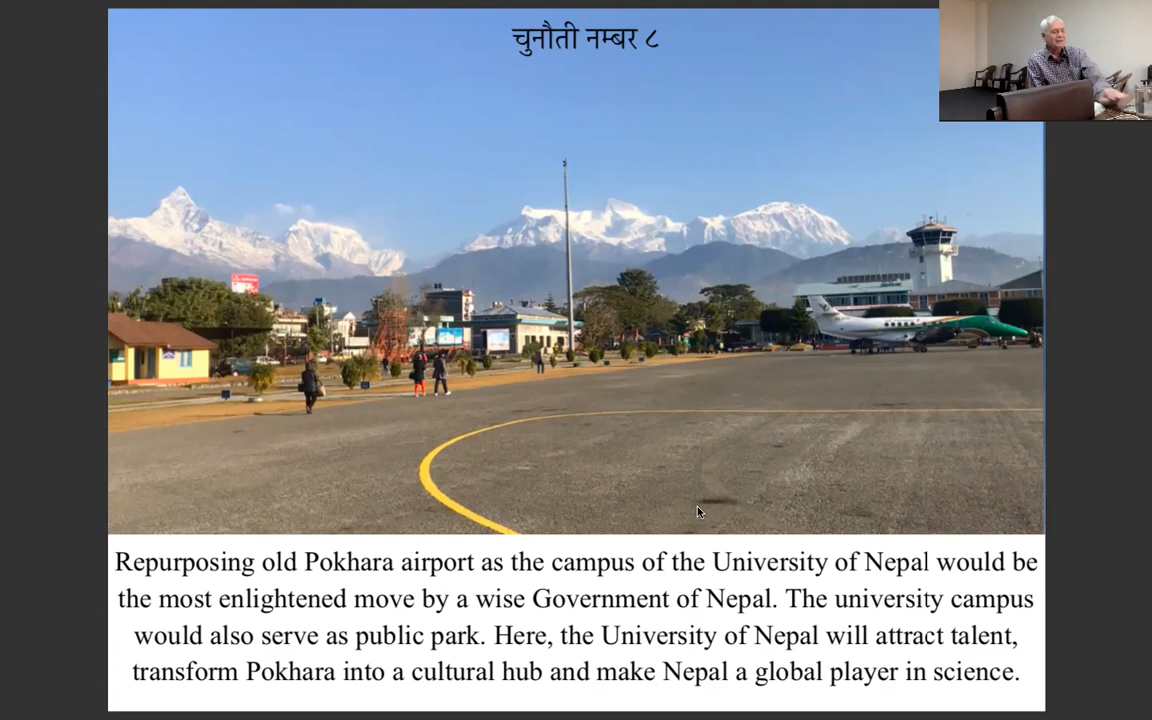 चुनौती नम्बर ८
Repurposing old Pokhara airport as the campus of the University of Nepal would be
the most enlightened move by a wise Government of Nepal. The university campus
would also serve as public park. Here, the University of Nepal will attract talent,
transform Pokhara into a cultural hub and make Nepal a global player in science.